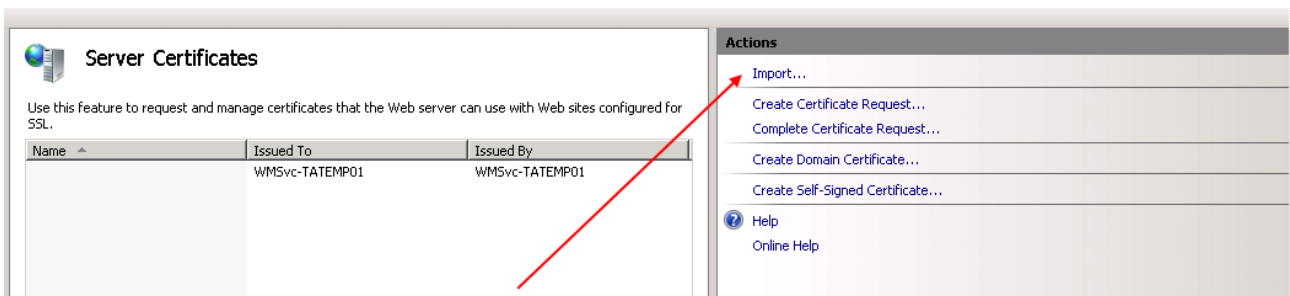 Server Certificates
Use this feature to request and manage certificates that the Web server can use with Web sites configured for
SSL.
Name Issued To Issued By
WMSvc-TATEMP01 WMSvc-TATEMP01
Actions
Import...
Create Certificate Request...
Complete Certificate Request...
Create Domain Certificate...
Create Self-Signed Certificate...
Help
Online Help